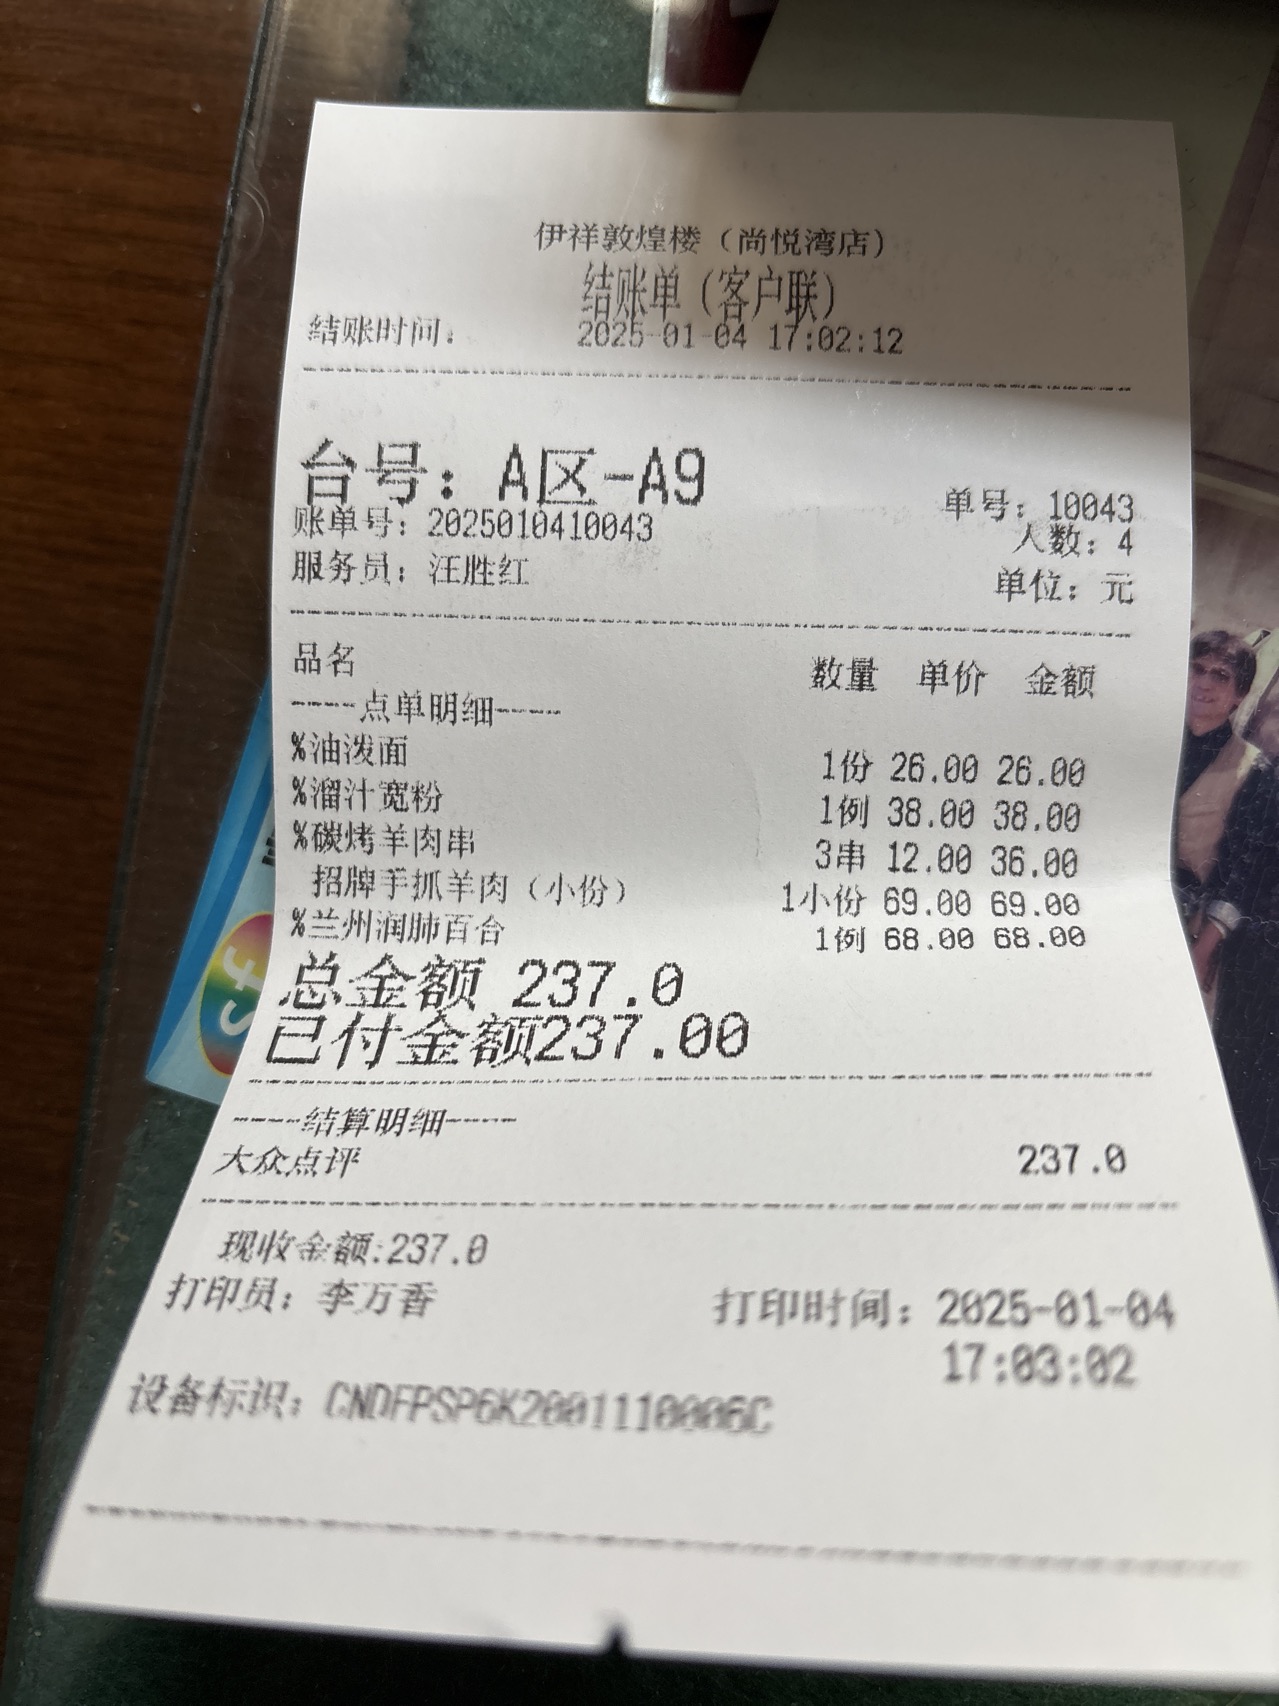 伊祥敦煌楼（尚悦湾店）
结账单（客户联）
结账时间： 2025-01-04 17:02:12
台号：A区-A9
单号：10043
账单号：2025010410043
人数：4
服务员：汪胜红
单位：元
品名 数量 单价 金额
----点单明细----
%油泼面 1份 26.00 26.00
%溜汁宽粉 1例 38.00 38.00
%碳烤羊肉串 3串 12.00 36.00
招牌手抓羊肉（小份） 1小份 69.00 69.00
%兰州润肺百合 1例 68.00 68.00
总金额 237.0
已付金额237.00
----结算明细----
大众点评 237.0
现收金额:237.0
打印员：李万香 打印时间：2025-01-04
17:03:02
设备标识：CNDFPSP6K2001110006C